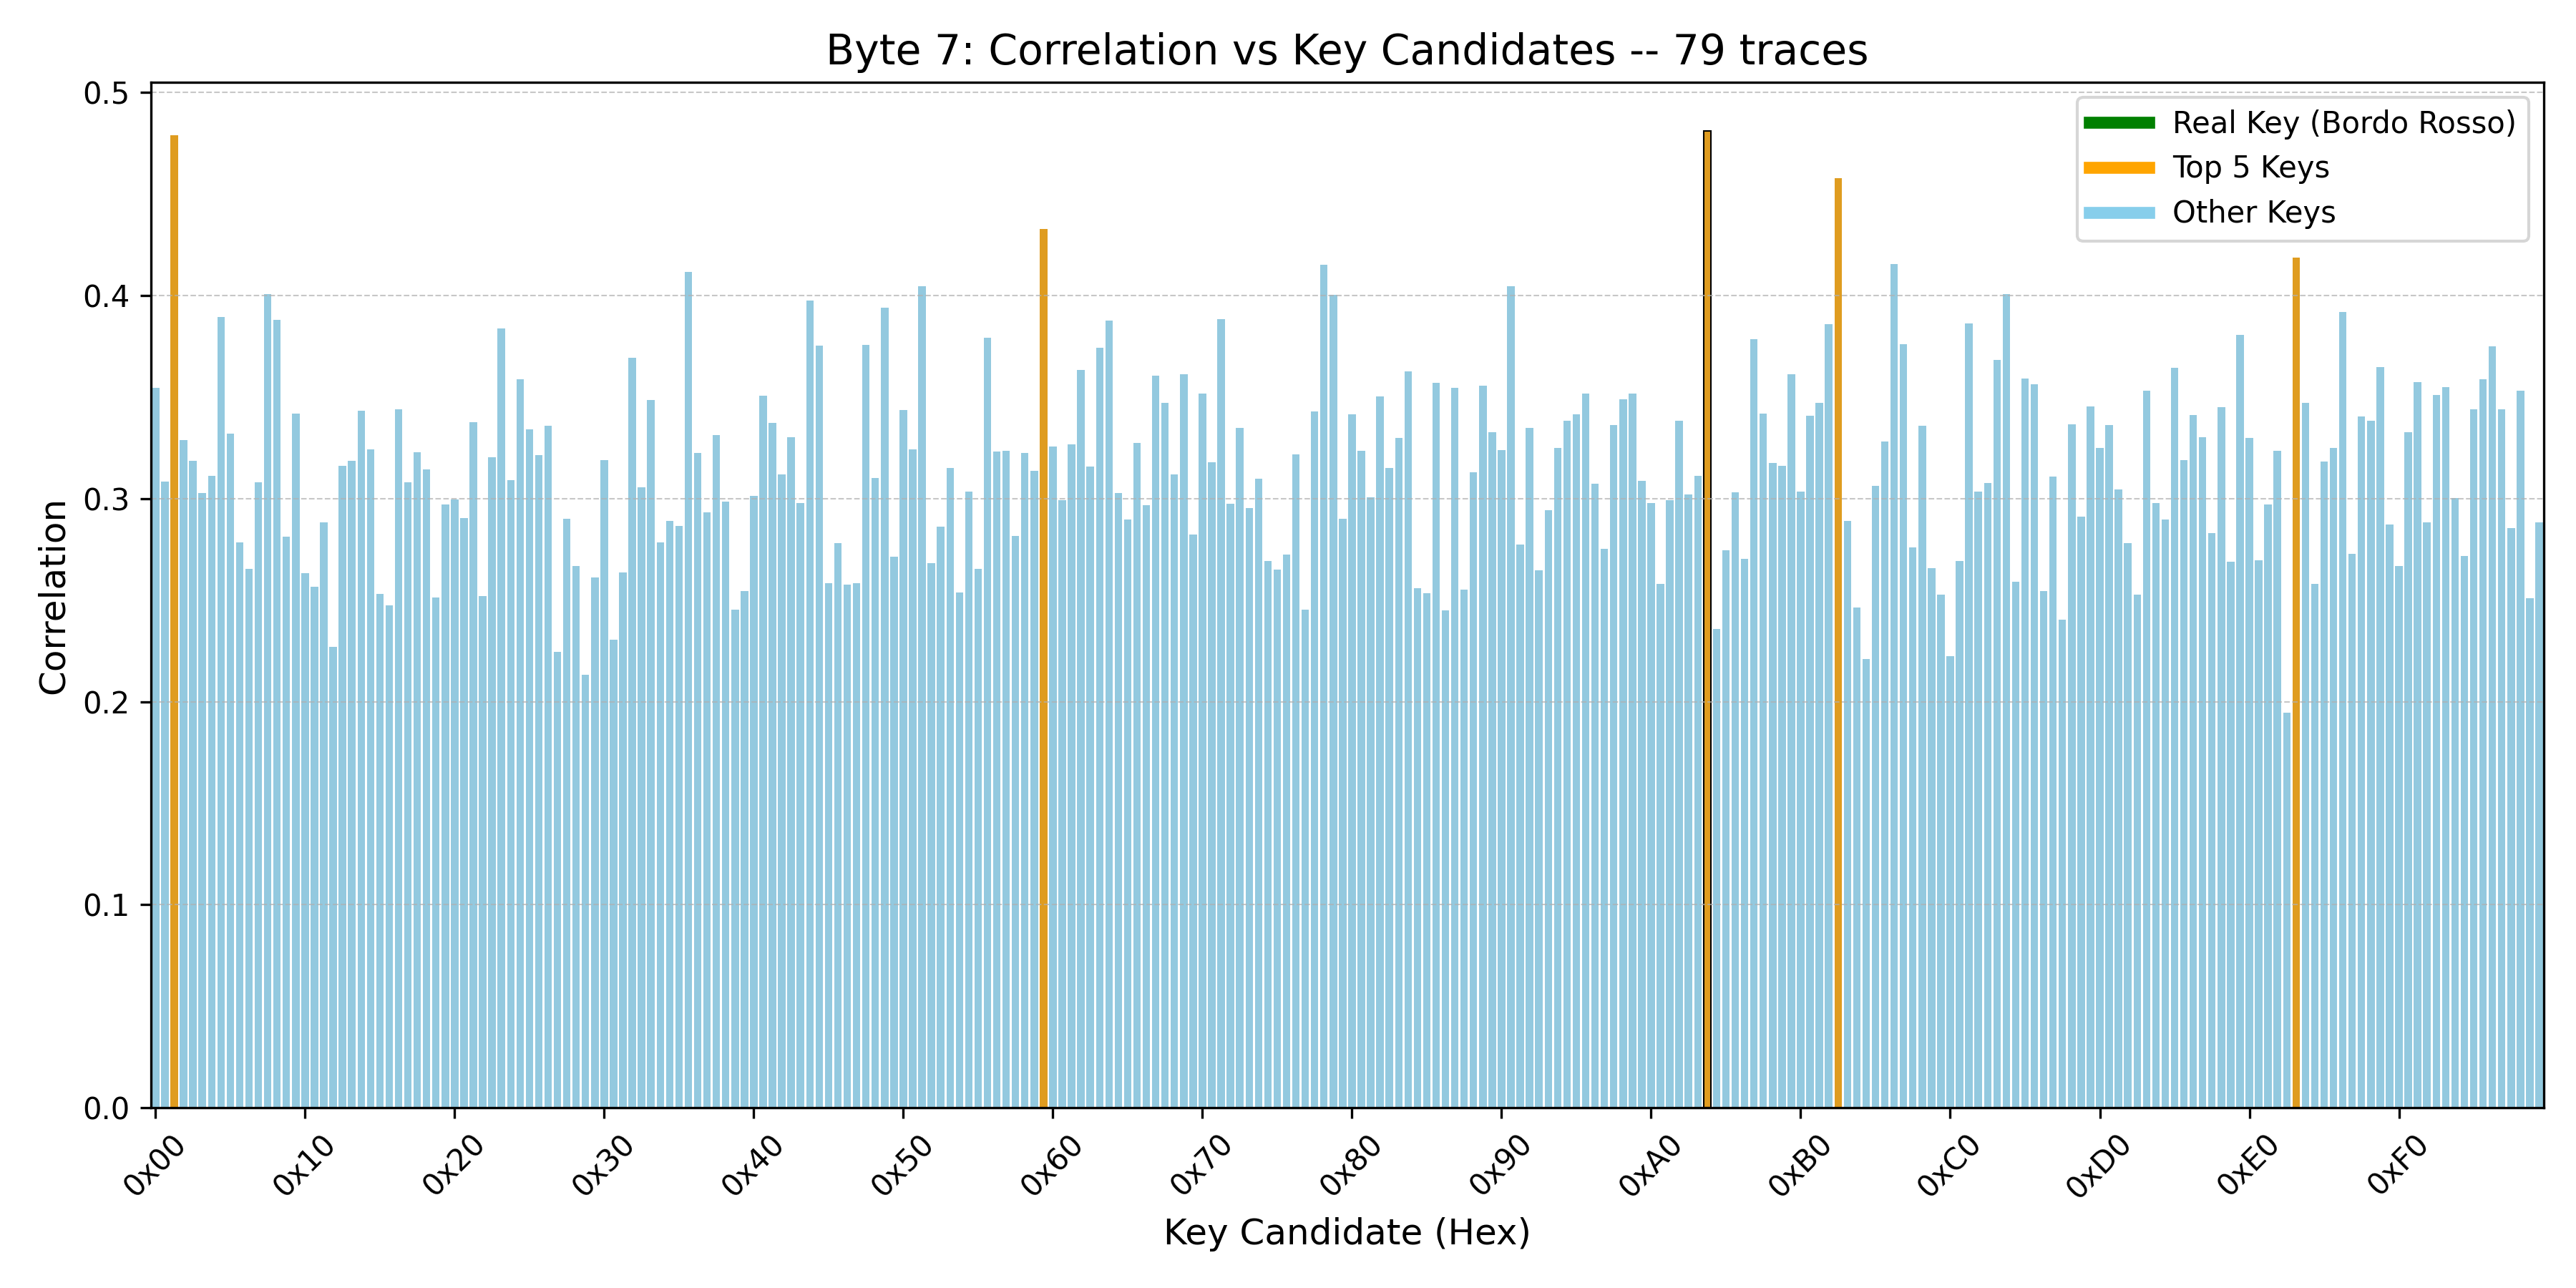 Byte 7: Correlation vs Key Candidates -- 79 traces
Real Key (Bordo Rosso)
Top 5 Keys
Other Keys
Correlation
0.5
0.4
0.3
0.2
0.1
0.0
0x00
0x10
0x20
0x30
0x40
0x50
0x60
0x70
0x80
0x90
0xA0
0xB0
0xC0
0xD0
0xE0
0xF0
Key Candidate (Hex)